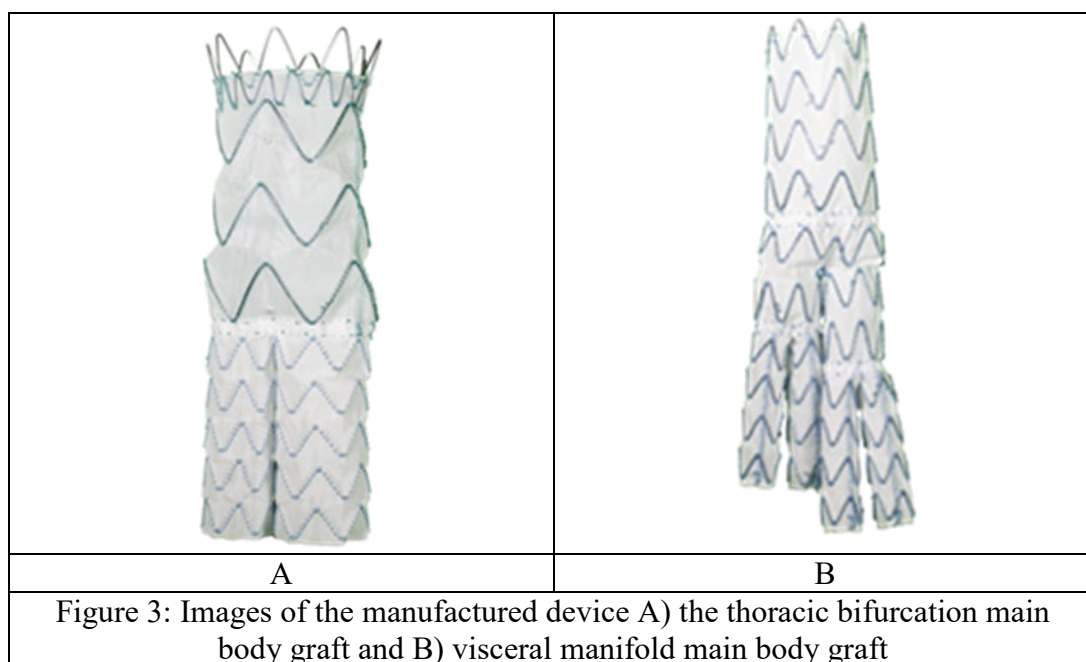 A
B
Figure 3: Images of the manufactured device A) the thoracic bifurcation main
body graft and B) visceral manifold main body graft